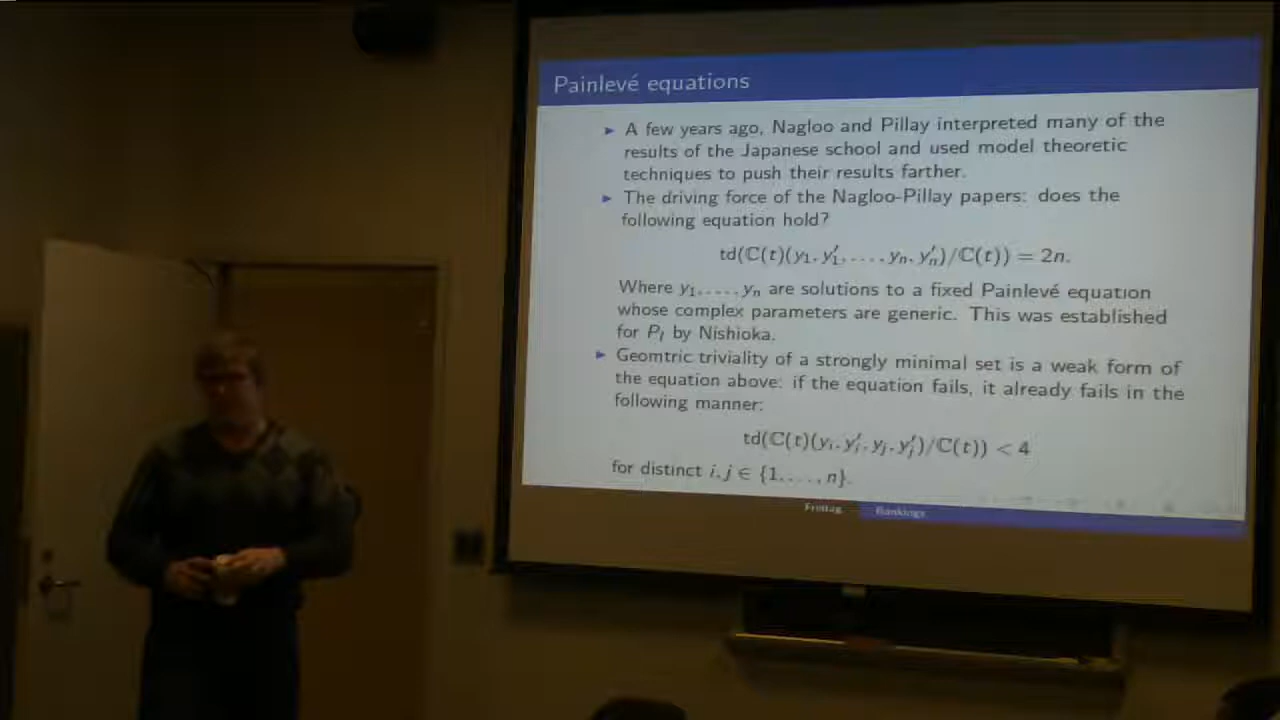 Painlevé equations
▶ A few years ago, Nagloo and Pillay interpreted many of the
results of the Japanese school and used model theoretic
techniques to push their results farther.
▶ The driving force of the Nagloo-Pillay papers: does the
following equation hold?
td(ℂ(t)(y₁, y₁′, . . . , yₙ, yₙ′)/ℂ(t)) = 2n.
Where y₁, . . . , yₙ are solutions to a fixed Painlevé equation
whose complex parameters are generic. This was established
for P_I by Nishioka.
▶ Geomtric triviality of a strongly minimal set is a weak form of
the equation above: if the equation fails, it already fails in the
following manner:
td(ℂ(t)(yᵢ, yᵢ′, yⱼ, yⱼ′)/ℂ(t)) < 4
for distinct i, j ∈ {1, . . . , n}.
Freitag Rankings